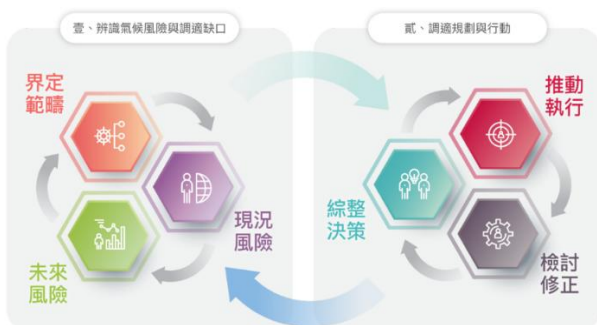 壹、辨識氣候風險與調適缺口
界定
範疇
現況
風險
未來
風險
貳、調適規劃與行動
推動
執行
綜整
決策
檢討
修正